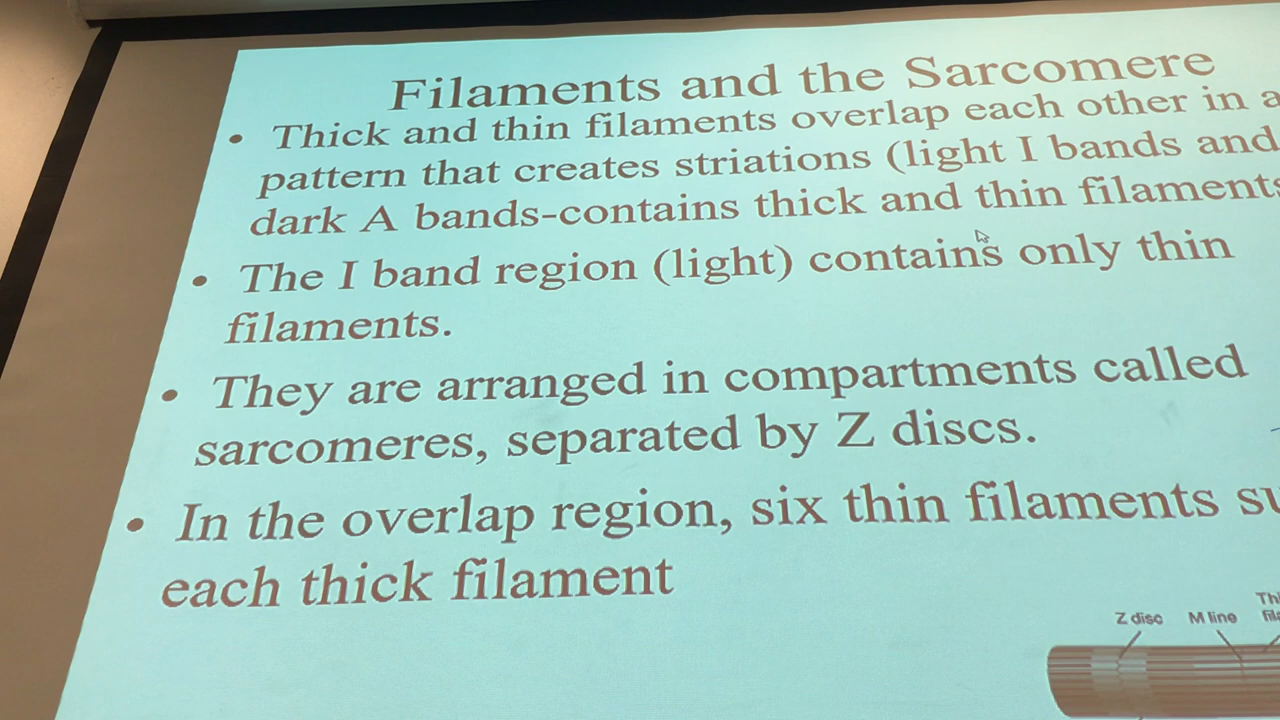 Filaments and the Sarcomere
• Thick and thin filaments overlap each other in a
pattern that creates striations (light I bands and
dark A bands-contains thick and thin filaments
• The I band region (light) contains only thin
filaments.
• They are arranged in compartments called
sarcomeres, separated by Z discs.
• In the overlap region, six thin filaments
each thick filament
Z disc M line